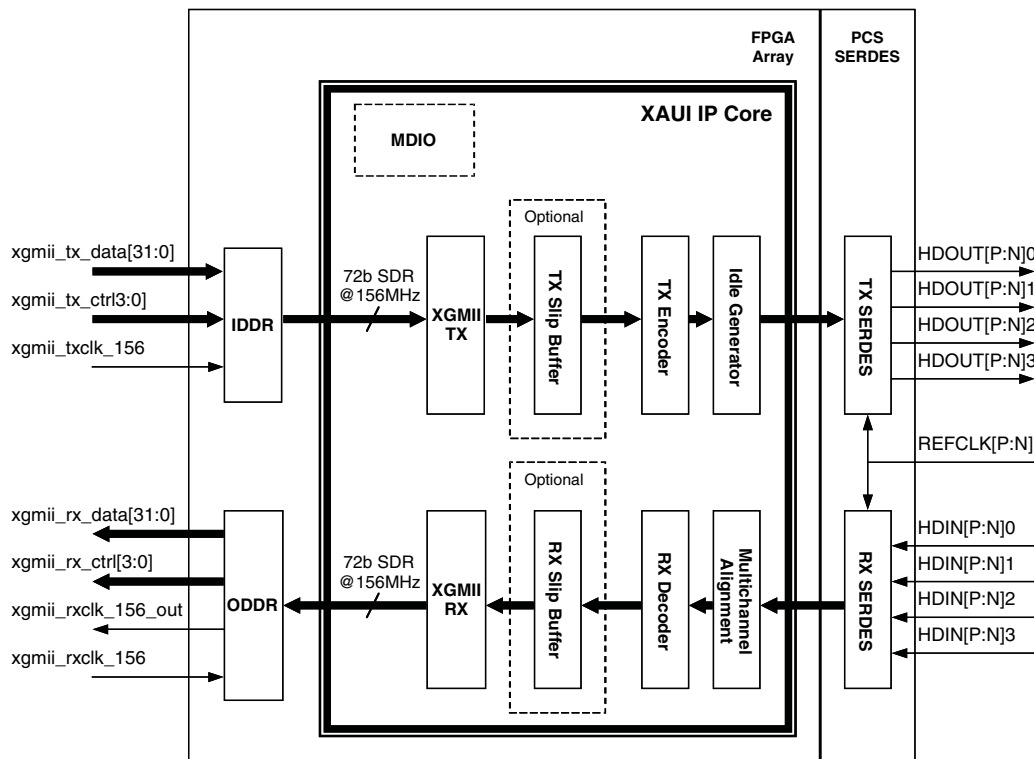 FPGA
Array
PCS
SERDES
XAUI IP Core
MDIO
Optional
xgmii_tx_data[31:0]
xgmii_tx_ctrl3:0]
xgmii_txclk_156
IDDR
72b SDR
@156MHz
XGMII
TX
TX Slip Buffer
TX Encoder
Idle Generator
TX SERDES
HDOUT[P:N]0
HDOUT[P:N]1
HDOUT[P:N]2
HDOUT[P:N]3
REFCLK[P:N]
Optional
xgmii_rx_data[31:0]
xgmii_rx_ctrl[3:0]
xgmii_rxclk_156_out
xgmii_rxclk_156
ODDR
72b SDR
@156MHz
XGMII
RX
RX Slip Buffer
RX Decoder
Multichannel
Alignment
RX SERDES
HDIN[P:N]0
HDIN[P:N]1
HDIN[P:N]2
HDIN[P:N]3